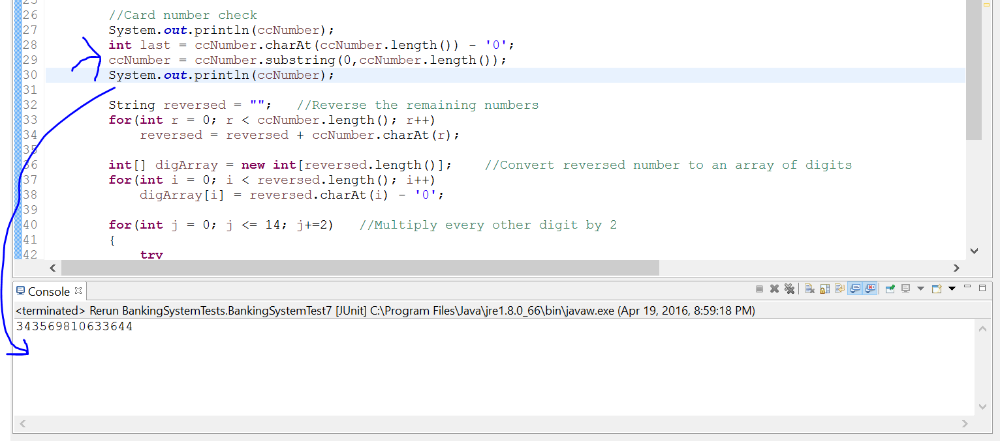 25
26 //Card number check
27 System.out.println(ccNumber);
28 int last = ccNumber.charAt(ccNumber.length()) - '0';
29 ccNumber = ccNumber.substring(0,ccNumber.length());
30 System.out.println(ccNumber);
31
32 String reversed = ""; //Reverse the remaining numbers
33 for(int r = 0; r < ccNumber.length(); r++)
34 reversed = reversed + ccNumber.charAt(r);
35
36 int[] digArray = new int[reversed.length()]; //Convert reversed number to an array of digits
37 for(int i = 0; i < reversed.length(); i++)
38 digArray[i] = reversed.charAt(i) - '0';
39
40 for(int j = 0; j <= 14; j+=2) //Multiply every other digit by 2
41 {
42 try
Console
<terminated> Rerun BankingSystemTests.BankingSystemTest7 [JUnit] C:\Program Files\Java\jre1.8.0_66\bin\javaw.exe (Apr 19, 2016, 8:59:18 PM)
343569810633644